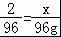 2/96 = x/96g